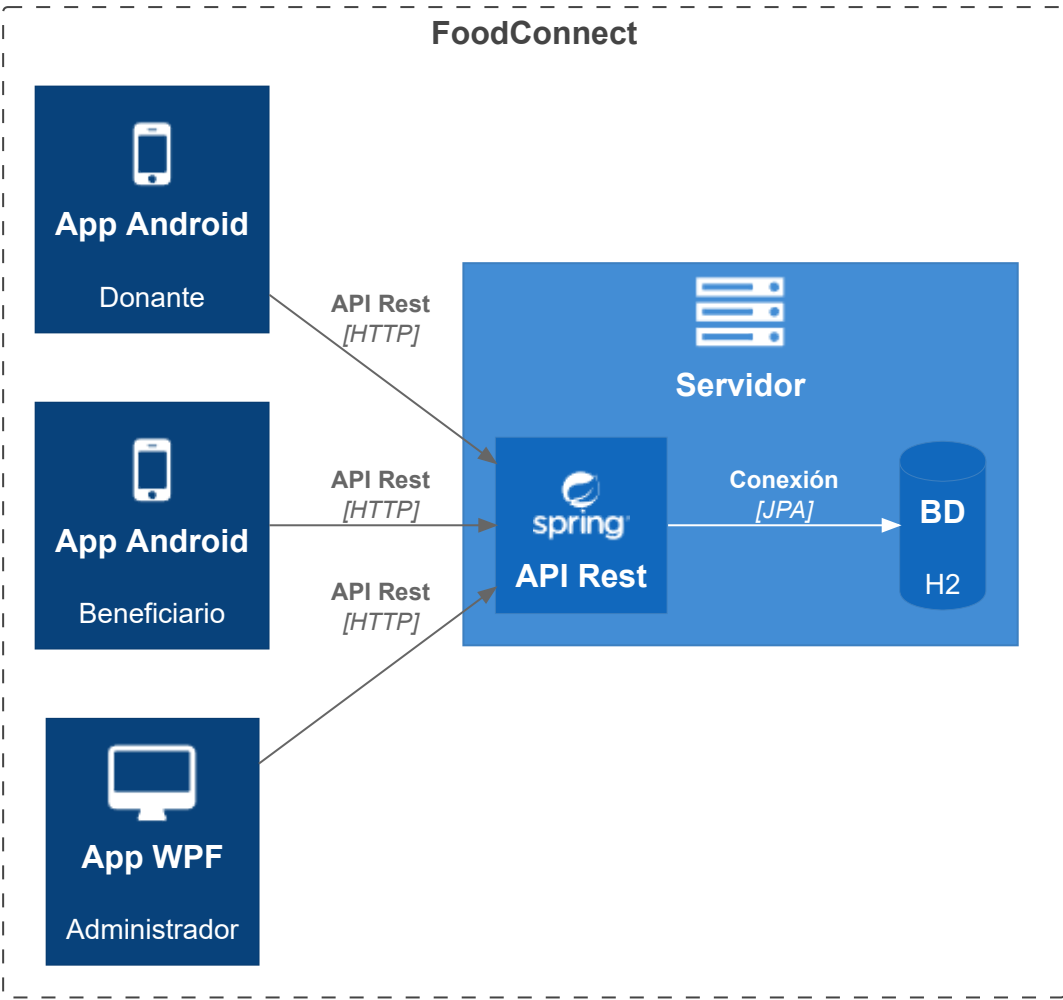 FoodConnect
App Android
Donante
API Rest
[HTTP]
Servidor
App Android
Beneficiario
API Rest
[HTTP]
spring
API Rest
Conexión
[JPA]
BD
H2
API Rest
[HTTP]
App WPF
Administrador